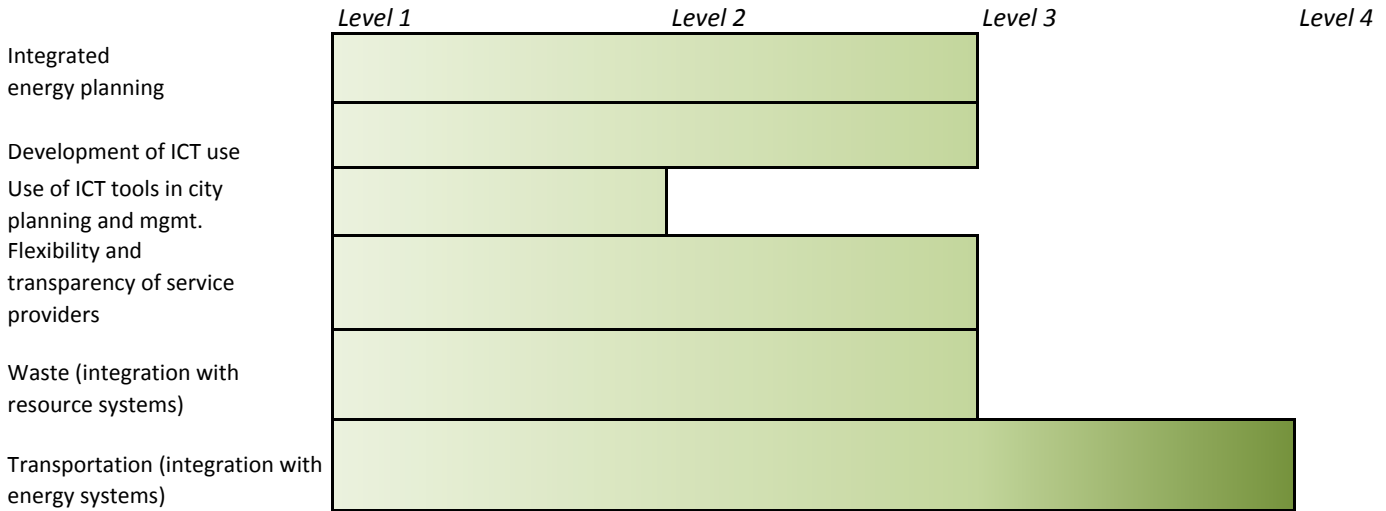 Level 1 Level 2 Level 3 Level 4
Integrated
energy planning
Development of ICT use
Use of ICT tools in city
planning and mgmt.
Flexibility and
transparency of service
providers
Waste (integration with
resource systems)
Transportation (integration with
energy systems)